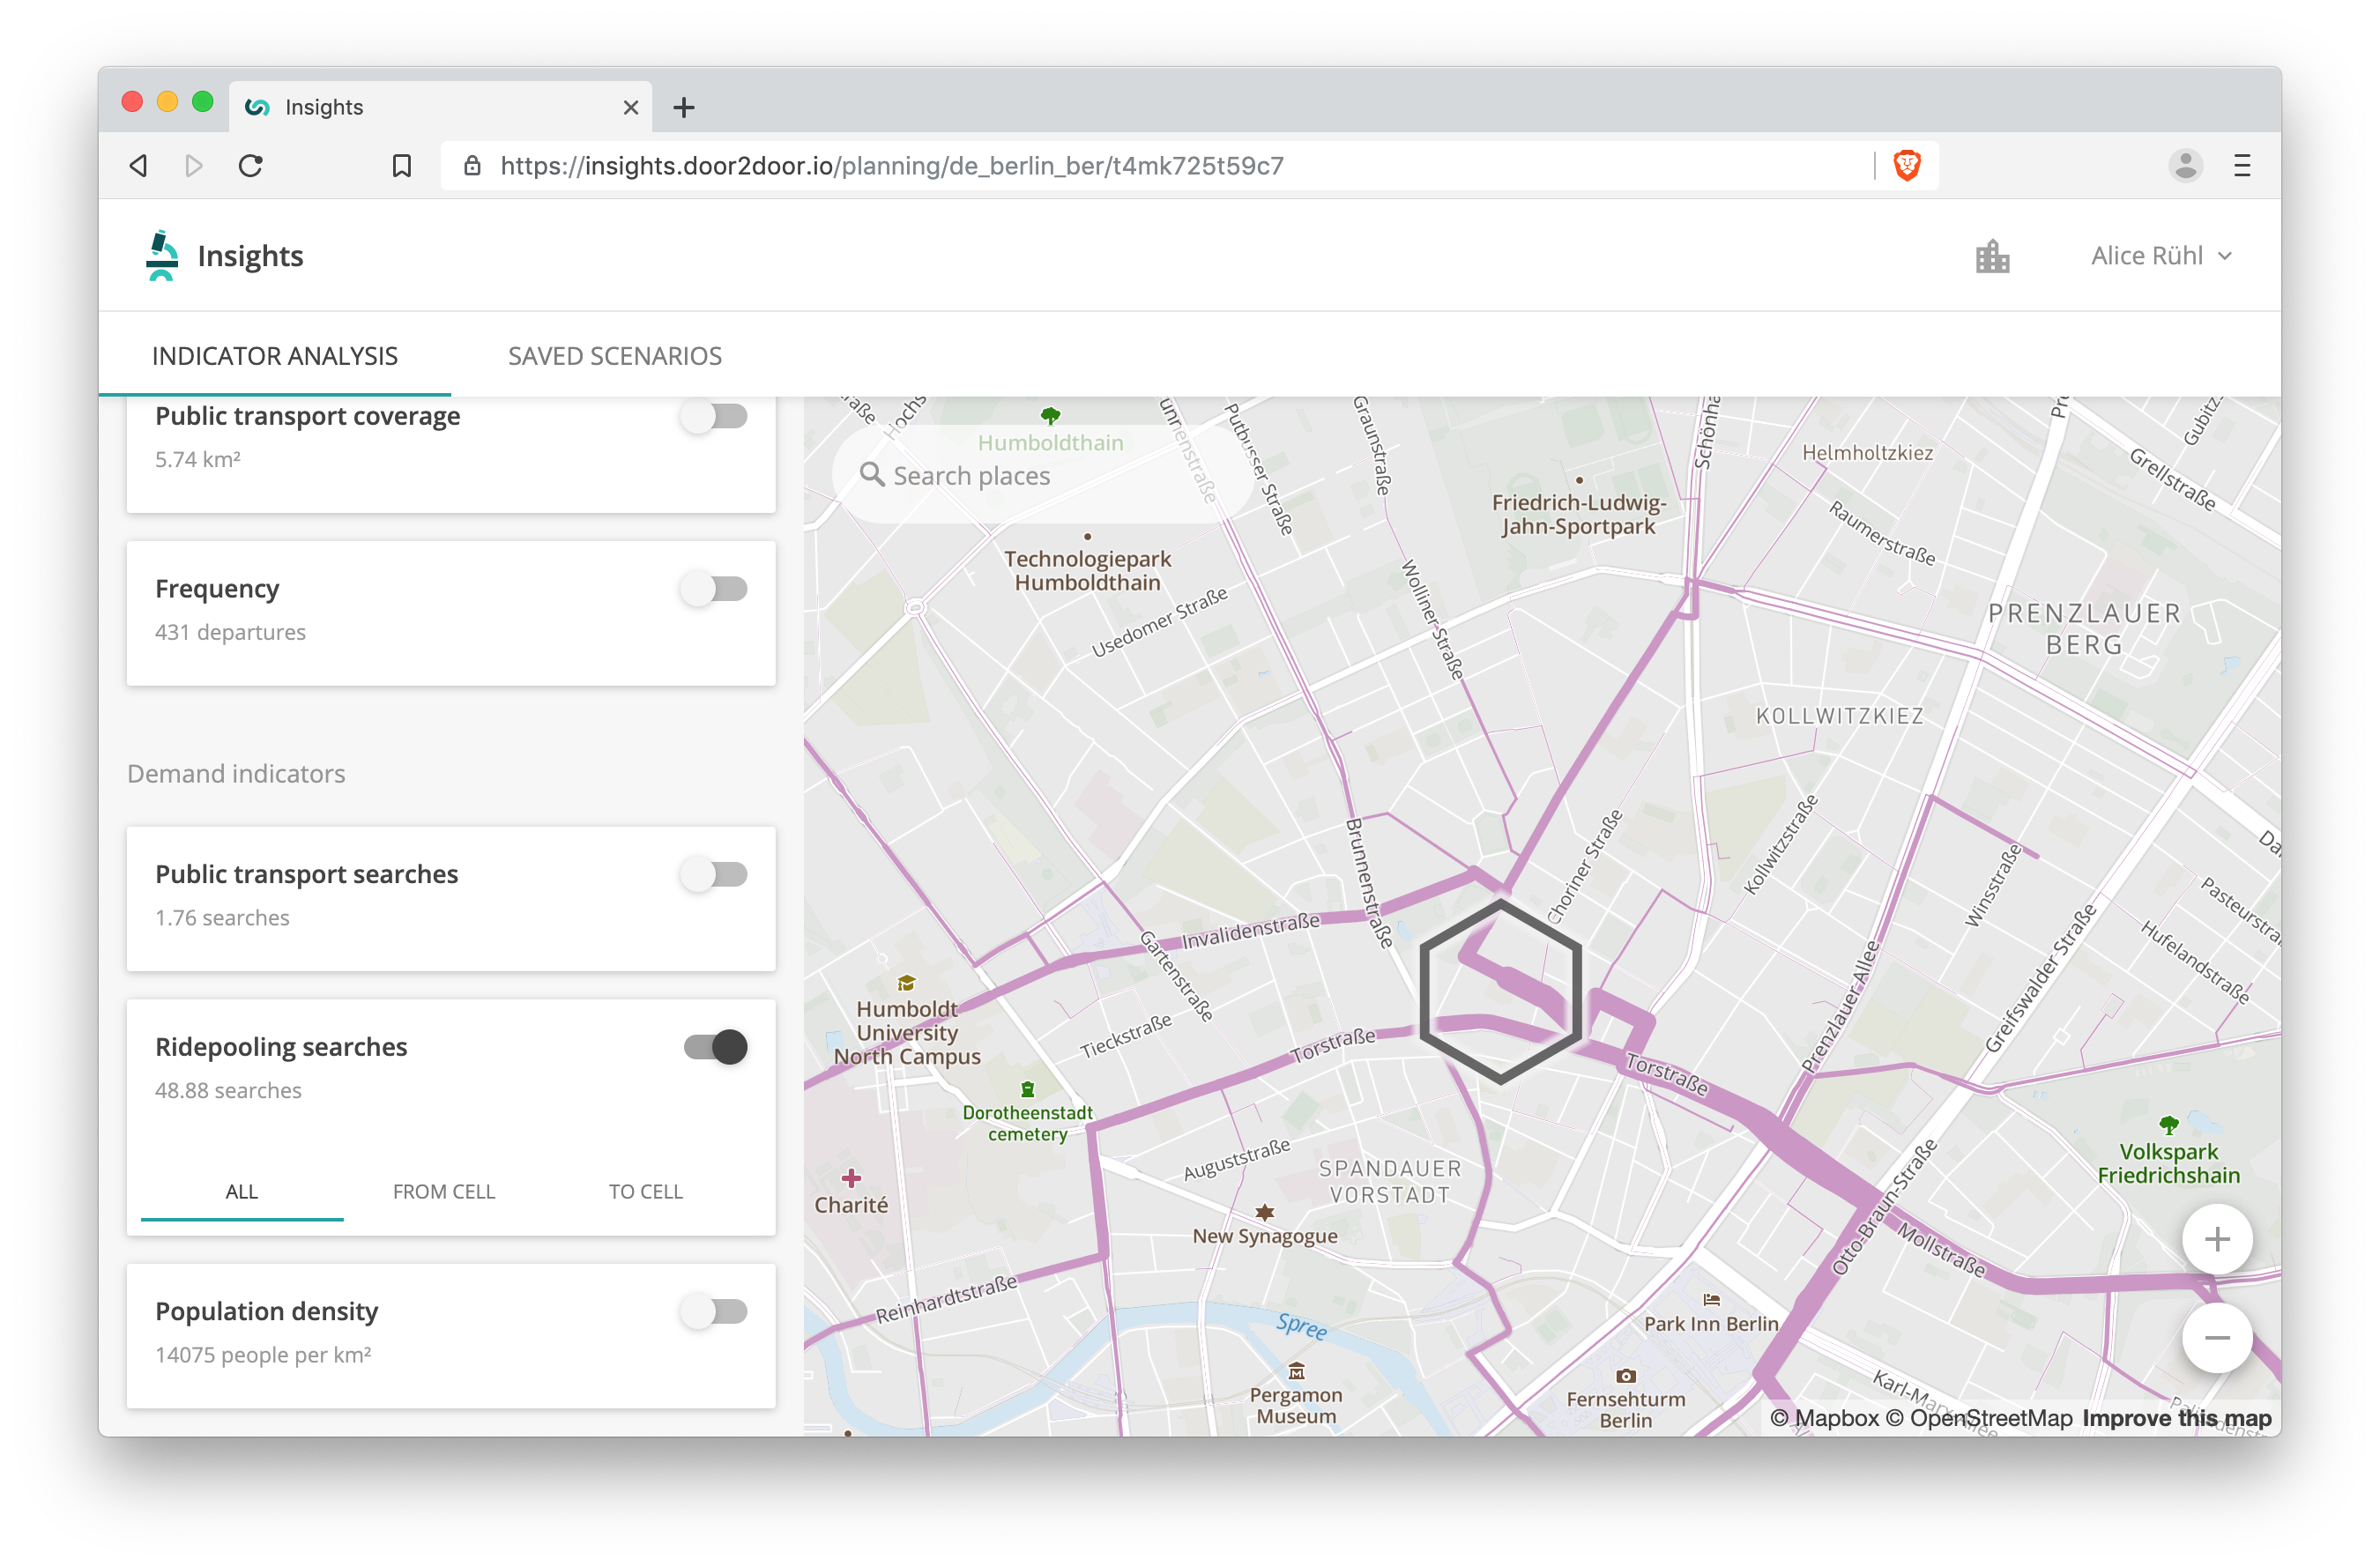 Insights
https://insights.door2door.io/planning/de_berlin_ber/t4mk725t59c7
Insights
Alice Rühl
INDICATOR ANALYSIS
SAVED SCENARIOS
Public transport coverage
5.74 km²
Frequency
431 departures
Demand indicators
Public transport searches
1.76 searches
Ridepooling searches
48.88 searches
ALL
FROM CELL
TO CELL
Population density
14075 people per km²
Humboldthain
Search places
Putbusser Straße
Graunstraße
Friedrich-Ludwig-
Jahn-Sportpark
Helmholtzkiez
Grellstraße
Raumerstraße
Technologiepark
Humboldthain
Usedomer Straße
Wolliner Straße
PRENZLAUER
BERG
KOLLWITZKIEZ
Choriner Straße
Kollwitzstraße
Brunnenstraße
Winsstraße
Invalidenstraße
Gartenstraße
Prenzlauer Allee
Greifswalder Straße
Hufelandstraße
Humboldt
University
North Campus
Tieckstraße
Torstraße
Torstraße
Dorotheenstadt
cemetery
Auguststraße
SPANDAUER
VORSTADT
Volkspark
Friedrichshain
Charité
New Synagogue
Otto-Braun-Straße
Mollstraße
Reinhardtstraße
Spree
Park Inn Berlin
Pergamon
Museum
Fernsehturm
Berlin
© Mapbox © OpenStreetMap Improve this map